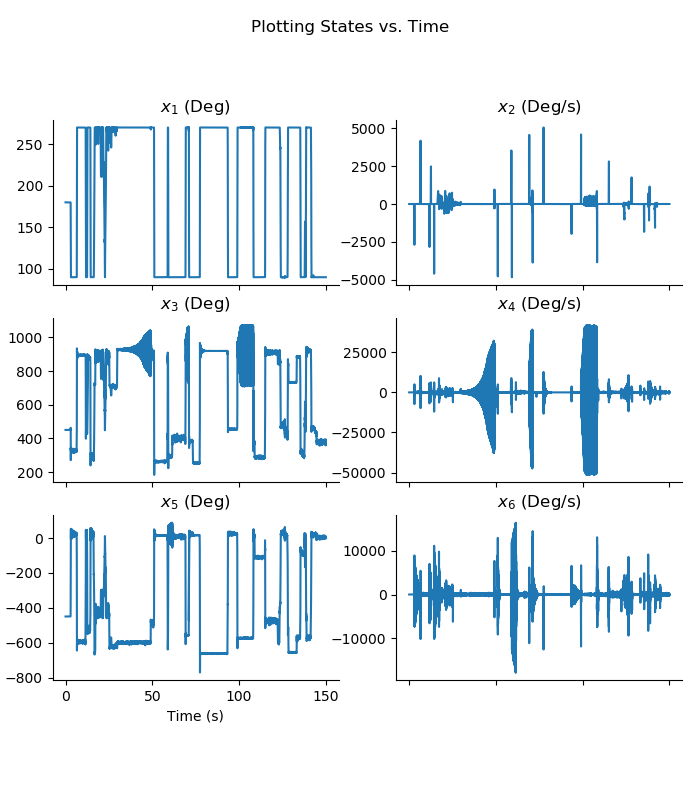 Plotting States vs. Time
x₁ (Deg)
x₂ (Deg/s)
250
200
150
100
5000
2500
0
−2500
−5000
x₃ (Deg)
x₄ (Deg/s)
1000
800
600
400
200
25000
0
−25000
−50000
x₅ (Deg)
x₆ (Deg/s)
0
−200
−400
−600
−800
10000
0
−10000
0 50 100 150
Time (s)